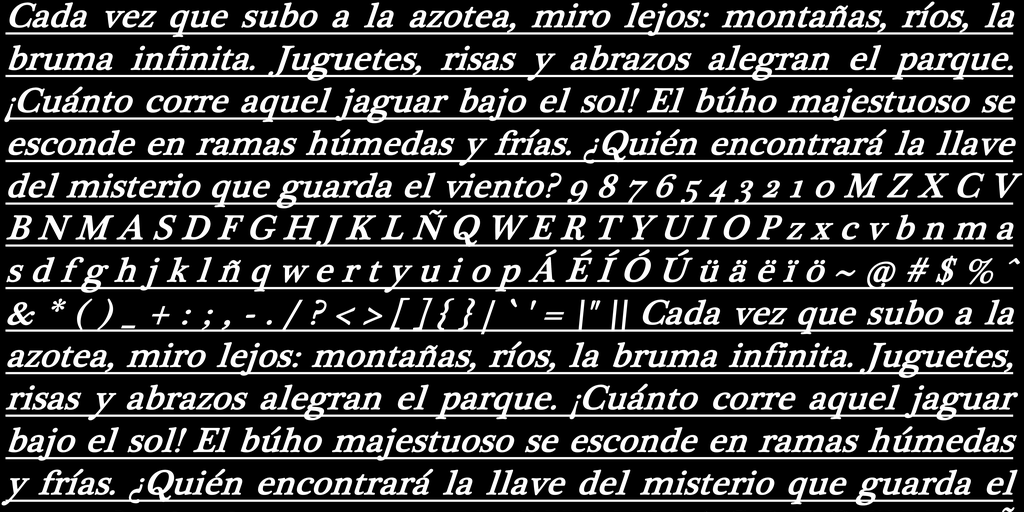 Cada vez que subo a la azotea, miro lejos: montañas, ríos, la
bruma infinita. Juguetes, risas y abrazos alegran el parque.
¡Cuánto corre aquel jaguar bajo el sol! El búho majestuoso se
esconde en ramas húmedas y frías. ¿Quién encontrará la llave
del misterio que guarda el viento? 9 8 7 6 5 4 3 2 1 0 M Z X C V
B N M A S D F G H J K L Ñ Q W E R T Y U I O P z x c v b n m a
s d f g h j k l ñ q w e r t y u i o p Á É Í Ó Ú ü ä ë ï ö ~ @ # $ % ^
& * ( ) _ + : ; , - . / ? < > [ ] { } | ` ' = |" || Cada vez que subo a la
azotea, miro lejos: montañas, ríos, la bruma infinita. Juguetes,
risas y abrazos alegran el parque. ¡Cuánto corre aquel jaguar
bajo el sol! El búho majestuoso se esconde en ramas húmedas
y frías. ¿Quién encontrará la llave del misterio que guarda el